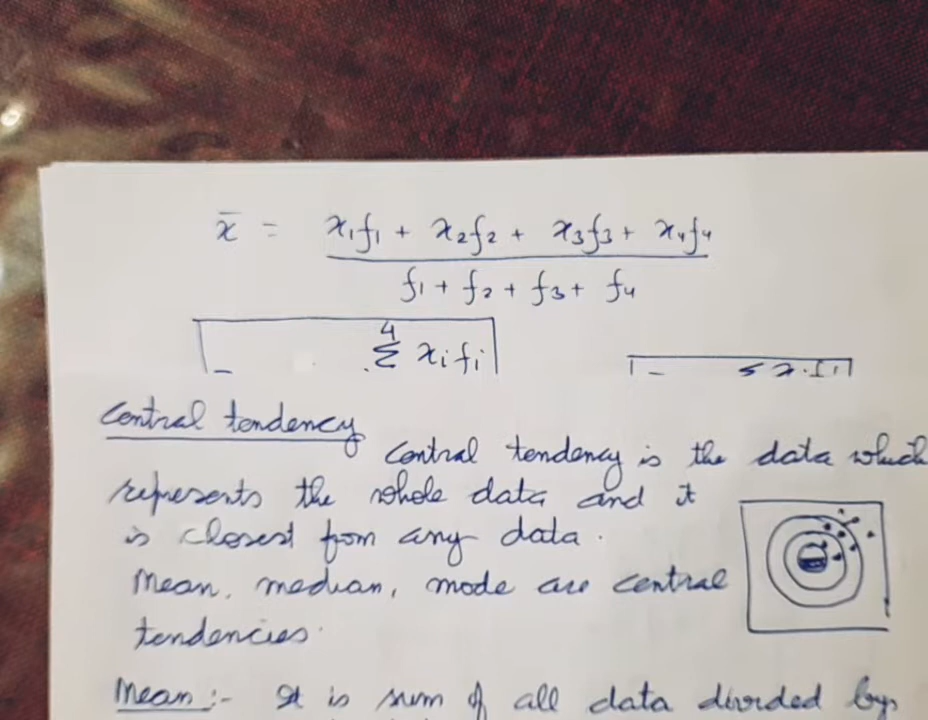 x̄ = x₁f₁ + x₂f₂ + x₃f₃ + x₄f₄
f₁ + f₂ + f₃ + f₄
4
Σ xᵢfᵢ
Central tendency
Central tendency is the data which
represents the whole data and it
is closest from any data.
Mean, median, mode are central
tendencies.
Mean :- It is sum of all data divided by